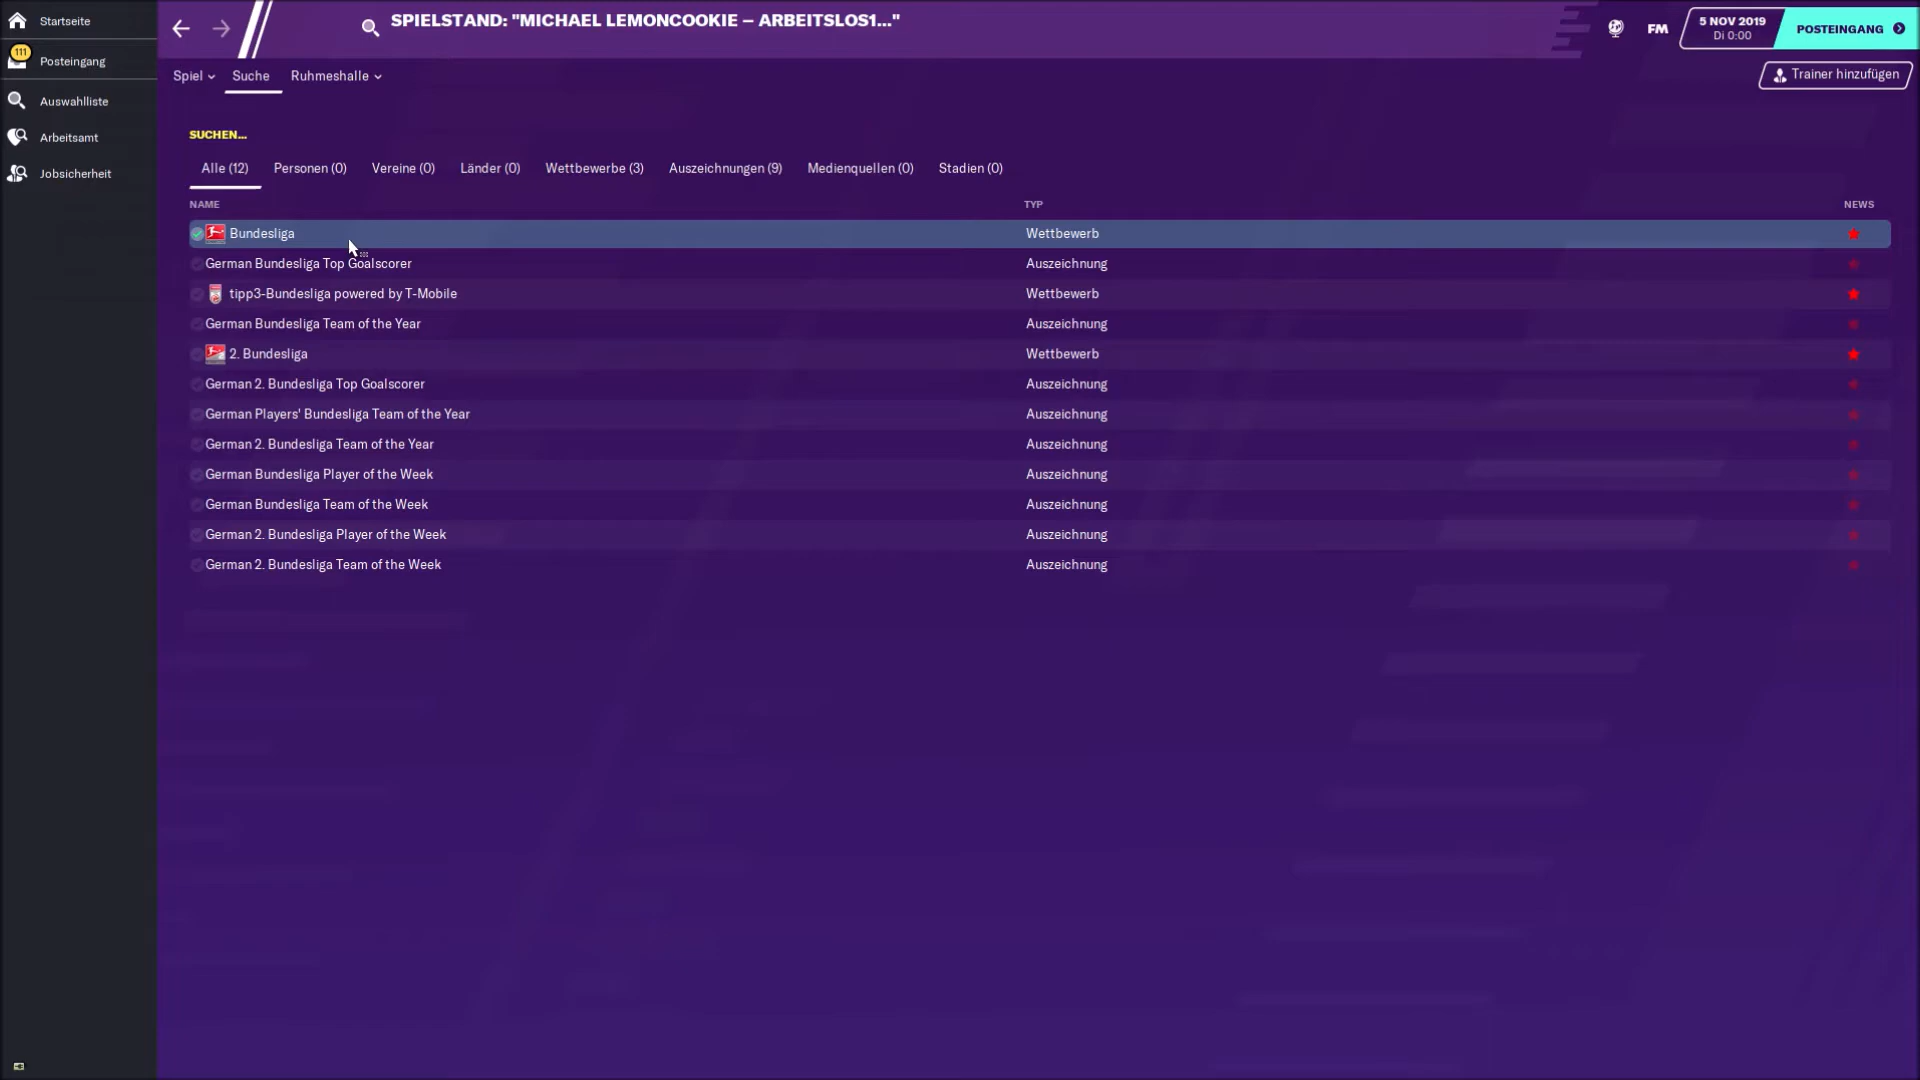 Startseite
111
Posteingang
Auswahlliste
Arbeitsamt
Jobsicherheit
SPIELSTAND: "MICHAEL LEMONCOOKIE – ARBEITSLOS1..."
FM
5 NOV 2019
Di 0:00
POSTEINGANG
Spiel
Suche
Ruhmeshalle
Trainer hinzufügen
SUCHEN...
Alle (12) Personen (0) Vereine (0) Länder (0) Wettbewerbe (3) Auszeichnungen (9) Medienquellen (0) Stadien (0)
NAME TYP NEWS
Bundesliga Wettbewerb
German Bundesliga Top Goalscorer Auszeichnung
tipp3-Bundesliga powered by T-Mobile Wettbewerb
German Bundesliga Team of the Year Auszeichnung
2. Bundesliga Wettbewerb
German 2. Bundesliga Top Goalscorer Auszeichnung
German Players' Bundesliga Team of the Year Auszeichnung
German 2. Bundesliga Team of the Year Auszeichnung
German Bundesliga Player of the Week Auszeichnung
German Bundesliga Team of the Week Auszeichnung
German 2. Bundesliga Player of the Week Auszeichnung
German 2. Bundesliga Team of the Week Auszeichnung